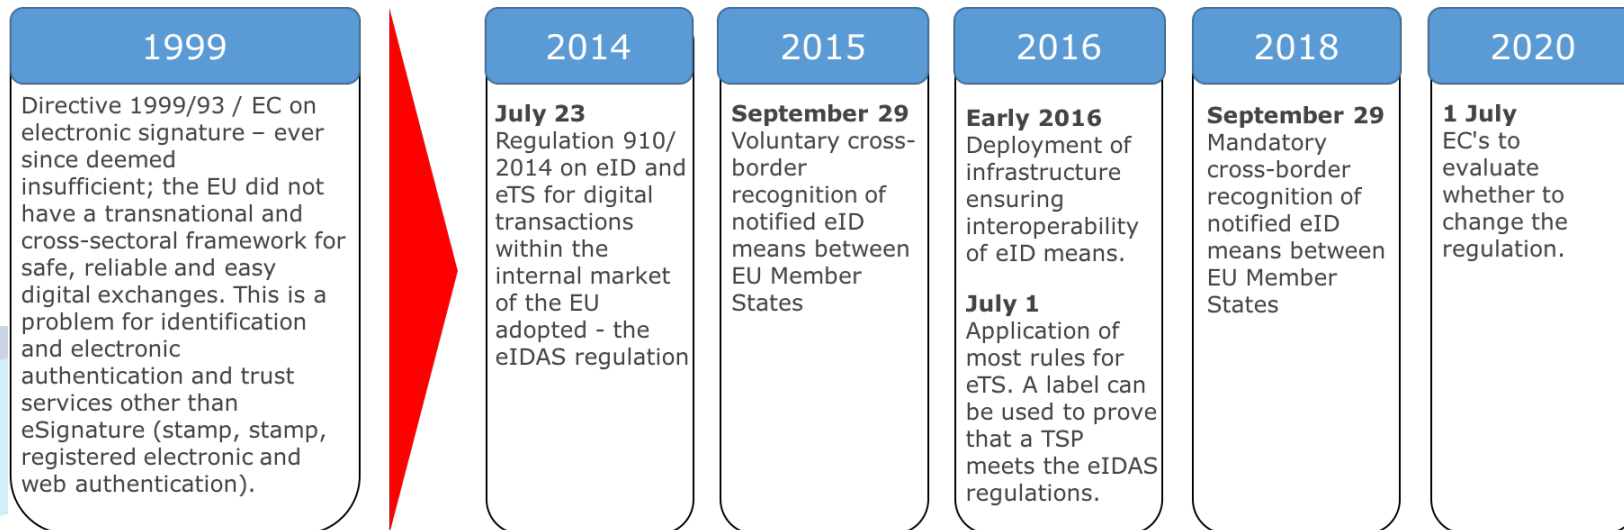 1999
Directive 1999/93 / EC on
electronic signature – ever
since deemed
insufficient; the EU did not
have a transnational and
cross-sectoral framework for
safe, reliable and easy
digital exchanges. This is a
problem for identification
and electronic
authentication and trust
services other than
eSignature (stamp, stamp,
registered electronic and
web authentication).
2014
July 23
Regulation 910/
2014 on eID and
eTS for digital
transactions
within the
internal market
of the EU
adopted - the
eIDAS regulation
2015
September 29
Voluntary cross-
border
recognition of
notified eID
means between
EU Member
States
2016
Early 2016
Deployment of
infrastructure
ensuring
interoperability
of eID means.
July 1
Application of
most rules for
eTS. A label can
be used to prove
that a TSP
meets the eIDAS
regulations.
2018
September 29
Mandatory
cross-border
recognition of
notified eID
means between
EU Member
States
2020
1 July
EC's to
evaluate
whether to
change the
regulation.